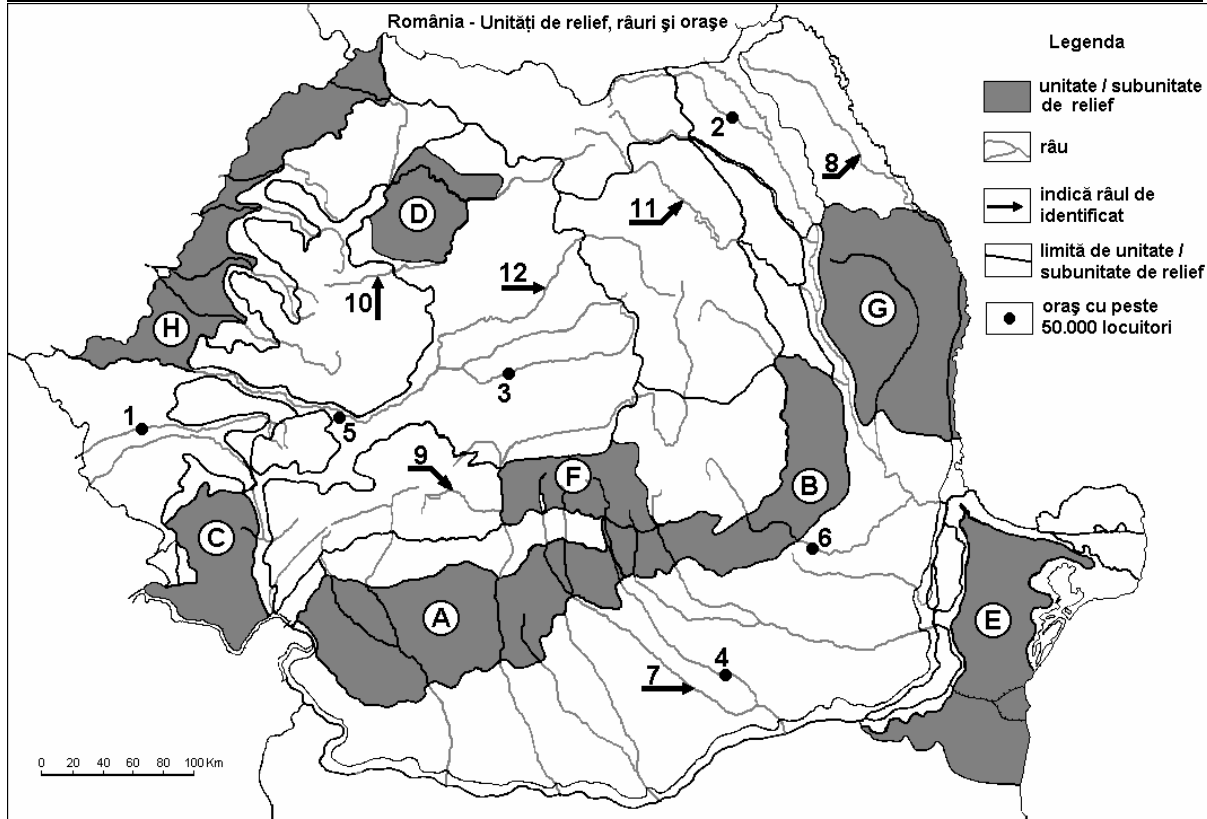 România - Unități de relief, râuri și orașe
Legenda
unitate / subunitate
de relief
râu
indică râul de
identificat
limită de unitate /
subunitate de relief
oraș cu peste
50.000 locuitori
2
8
11
D
12
10
G
H
3
1
5
9
F
B
C
6
A
E
4
7
0 20 40 60 80 100 Km